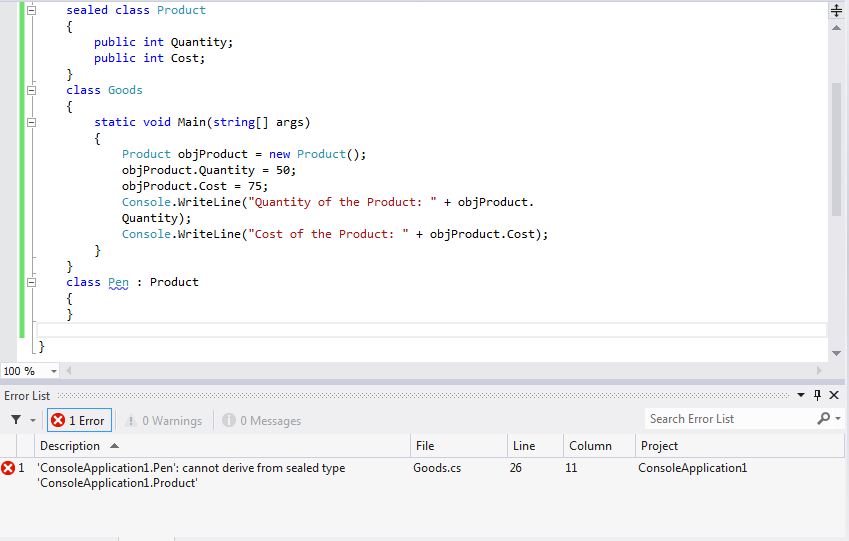 sealed class Product
{
public int Quantity;
public int Cost;
}
class Goods
{
static void Main(string[] args)
{
Product objProduct = new Product();
objProduct.Quantity = 50;
objProduct.Cost = 75;
Console.WriteLine("Quantity of the Product: " + objProduct.
Quantity);
Console.WriteLine("Cost of the Product: " + objProduct.Cost);
}
}
class Pen : Product
{
}
}
100 %
Error List
1 Error 0 Warnings 0 Messages Search Error List
Description File Line Column Project
1 'ConsoleApplication1.Pen': cannot derive from sealed type Goods.cs 26 11 ConsoleApplication1
'ConsoleApplication1.Product'